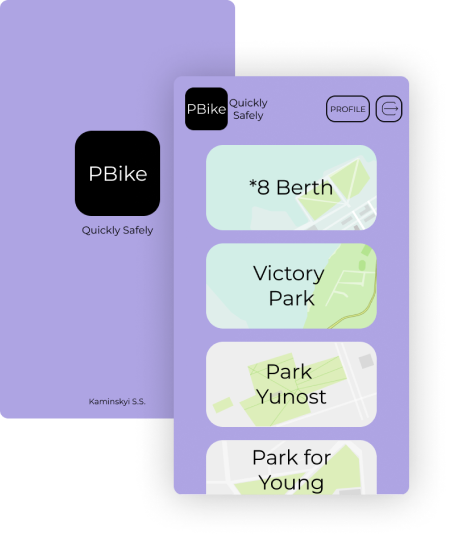 PBike
Quickly Safely
Kaminskyi S.S.
PBike
Quickly
Safely
PROFILE
*8 Berth
Victory
Park
Park
Yunost
Park for
Young